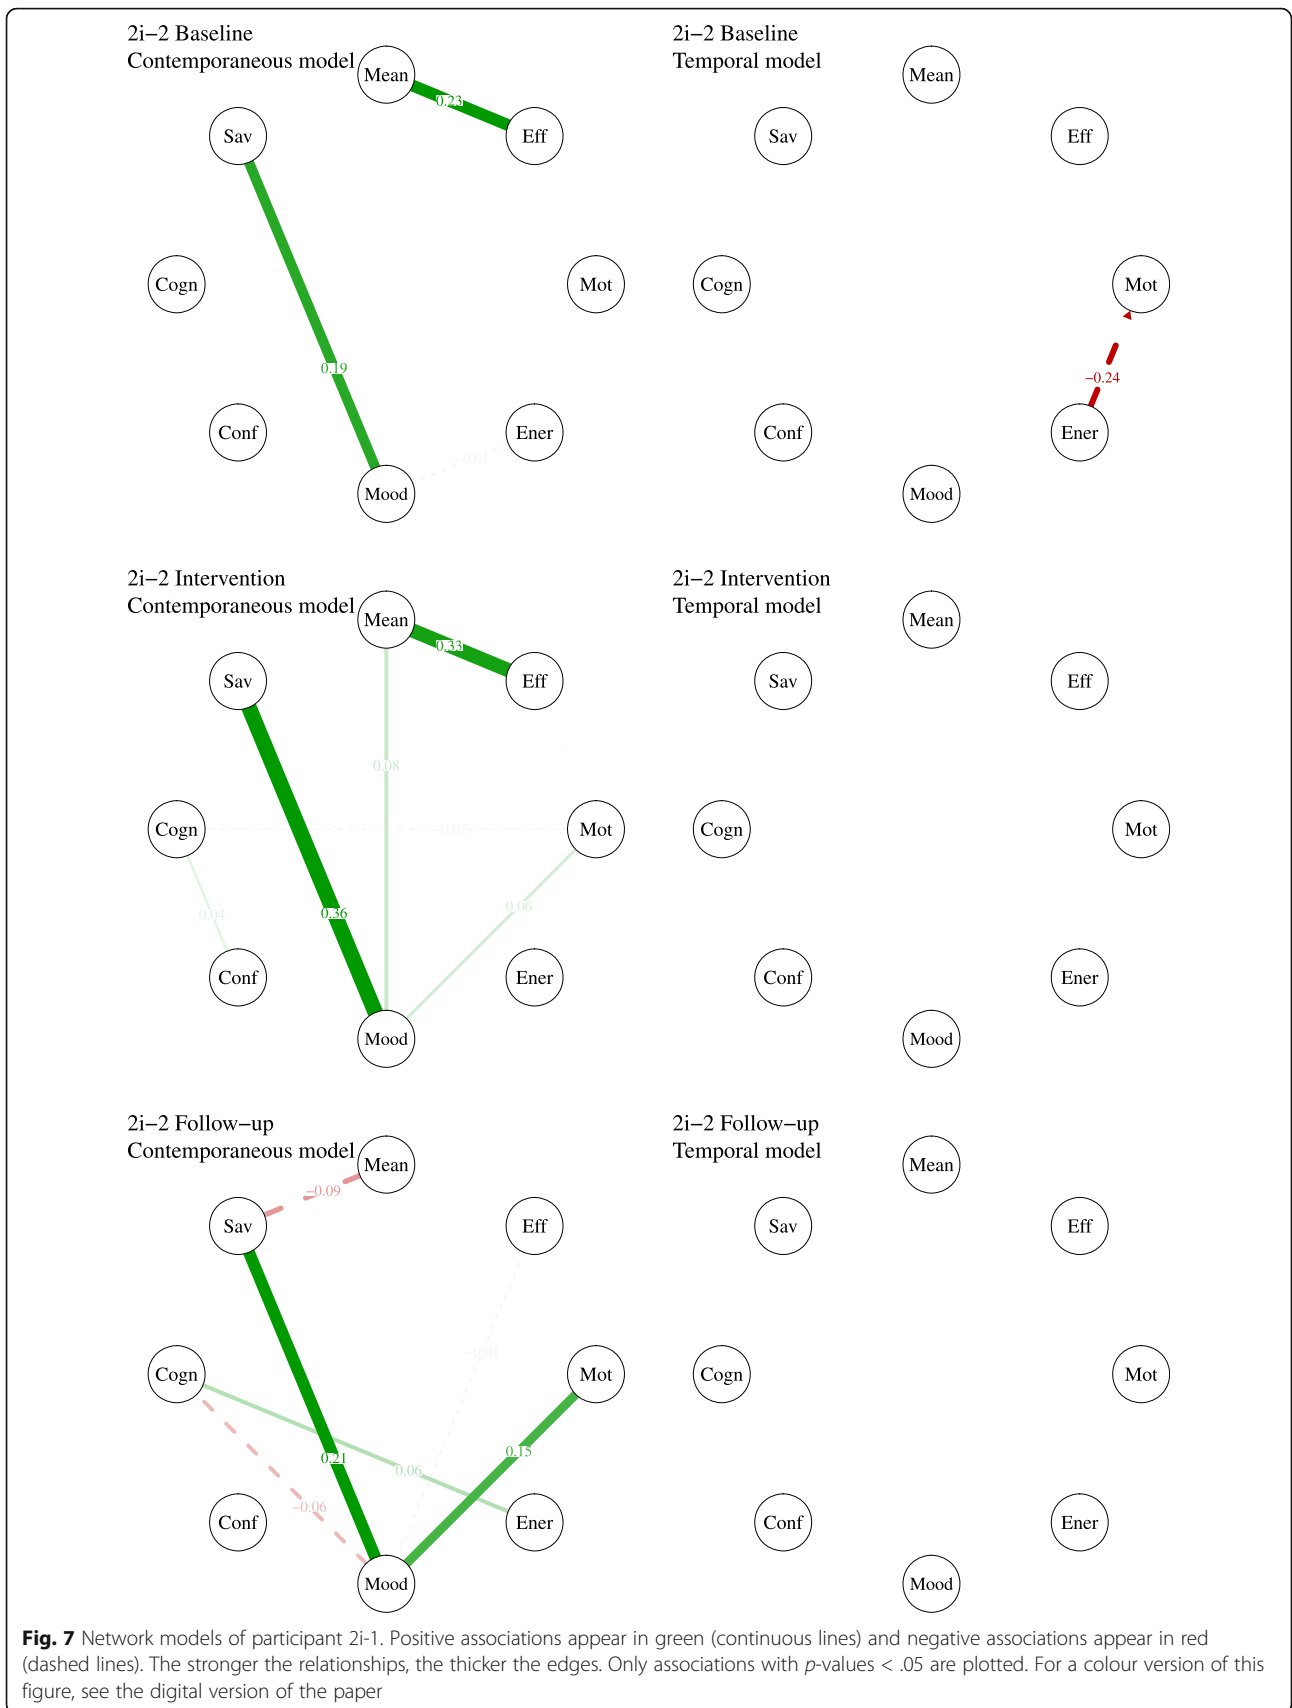 2i−2 Baseline
Contemporaneous model
Mean
0.23
Eff
Sav
Cogn
Mot
0.19
Conf
Ener
−0.01
Mood
2i−2 Baseline
Temporal model
Mean
Sav
Eff
Cogn
Mot
−0.24
Conf
Ener
Mood
2i−2 Intervention
Contemporaneous model
Mean
0.33
Eff
Sav
0.08
Cogn
−0.02
Mot
0.04
0.36
0.06
Conf
Ener
Mood
2i−2 Intervention
Temporal model
Mean
Sav
Eff
Cogn
Mot
Conf
Ener
Mood
2i−2 Follow−up
Contemporaneous model
Mean
−0.09
Sav
Eff
−0.01
Cogn
Mot
0.21
0.15
0.06
−0.06
Conf
Ener
Mood
2i−2 Follow−up
Temporal model
Mean
Sav
Eff
Cogn
Mot
Conf
Ener
Mood
Fig. 7 Network models of participant 2i-1. Positive associations appear in green (continuous lines) and negative associations appear in red
(dashed lines). The stronger the relationships, the thicker the edges. Only associations with p-values < .05 are plotted. For a colour version of this
figure, see the digital version of the paper